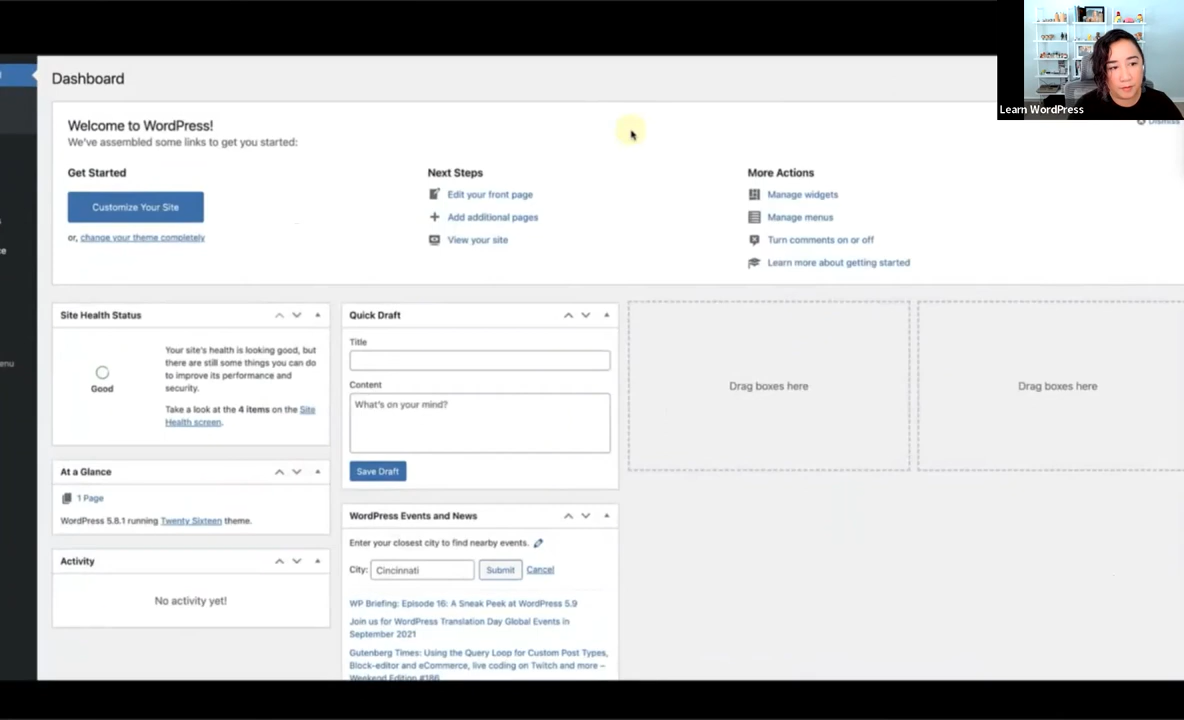 Dashboard
Learn WordPress
Dismiss
Welcome to WordPress!
We've assembled some links to get you started:
Get Started
Customize Your Site
or, change your theme completely
Next Steps
Edit your front page
Add additional pages
View your site
More Actions
Manage widgets
Manage menus
Turn comments on or off
Learn more about getting started
Site Health Status
Good
Your site's health is looking good, but
there are still some things you can do
to improve its performance and
security.
Take a look at the 4 items on the Site
Health screen.
At a Glance
1 Page
WordPress 5.8.1 running Twenty Sixteen theme.
Activity
No activity yet!
Quick Draft
Title
Content
What's on your mind?
Save Draft
WordPress Events and News
Enter your closest city to find nearby events.
City: Cincinnati Submit Cancel
WP Briefing: Episode 16: A Sneak Peek at WordPress 5.9
Join us for WordPress Translation Day Global Events in
September 2021
Gutenberg Times: Using the Query Loop for Custom Post Types,
Block-editor and eCommerce, live coding on Twitch and more –
Weekend Edition #186
Drag boxes here
Drag boxes here